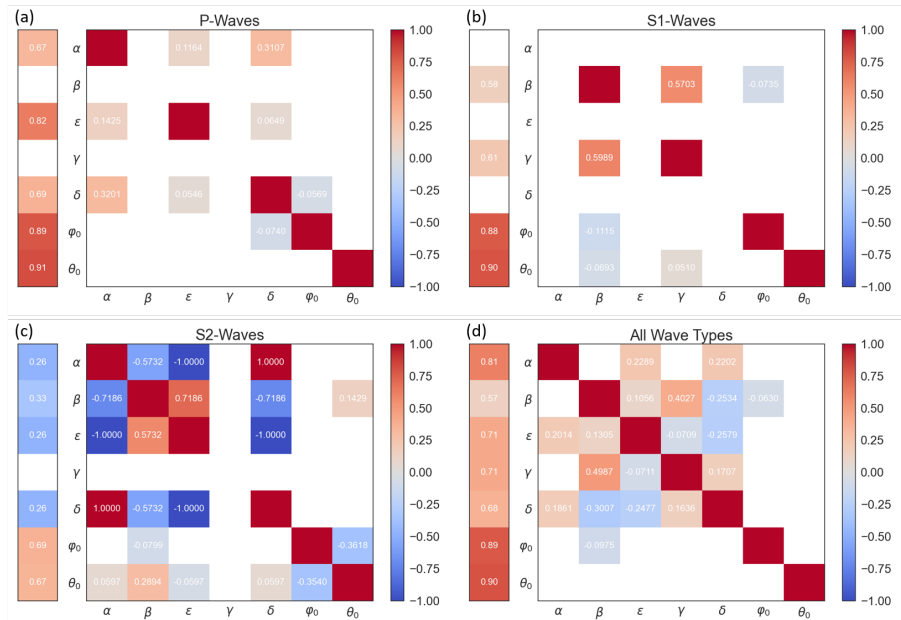 (a)
P-Waves
0.67
α
0.1164
0.3107
1.00
β
0.75
0.82
ε
0.1425
0.0649
0.50
0.25
γ
0.00
−0.25
0.69
δ
0.3201
0.0546
-0.0569
−0.50
0.89
φ₀
-0.0740
−0.75
0.91
θ₀
−1.00
α β ε γ δ φ₀ θ₀
(b)
S1-Waves
α
1.00
0.58
β
0.5703
-0.0735
0.75
ε
0.50
0.25
0.61
γ
0.5989
0.00
−0.25
δ
−0.50
0.88
φ₀
-0.1115
−0.75
0.90
θ₀
-0.0693
0.0510
−1.00
α β ε γ δ φ₀ θ₀
(c)
S2-Waves
0.26
α
-0.5732
-1.0000
1.0000
1.00
0.33
β
-0.7186
0.7186
-0.7186
0.1429
0.75
0.26
ε
-1.0000
0.5732
-1.0000
0.50
0.25
γ
0.00
−0.25
0.26
δ
1.0000
-0.5732
-1.0000
−0.50
0.69
φ₀
-0.0799
-0.3618
−0.75
0.67
θ₀
0.0597
0.2894
-0.0597
0.0597
-0.3540
−1.00
α β ε γ δ φ₀ θ₀
(d)
All Wave Types
0.81
α
0.2289
0.2202
1.00
0.57
β
0.1056
0.4027
-0.2534
-0.0630
0.75
0.71
ε
0.2014
0.1305
-0.0709
-0.2579
0.50
0.25
0.71
γ
0.4987
-0.0711
0.1707
0.00
−0.25
0.68
δ
0.1861
-0.3007
-0.2477
0.1636
−0.50
0.89
φ₀
-0.0975
−0.75
0.90
θ₀
−1.00
α β ε γ δ φ₀ θ₀